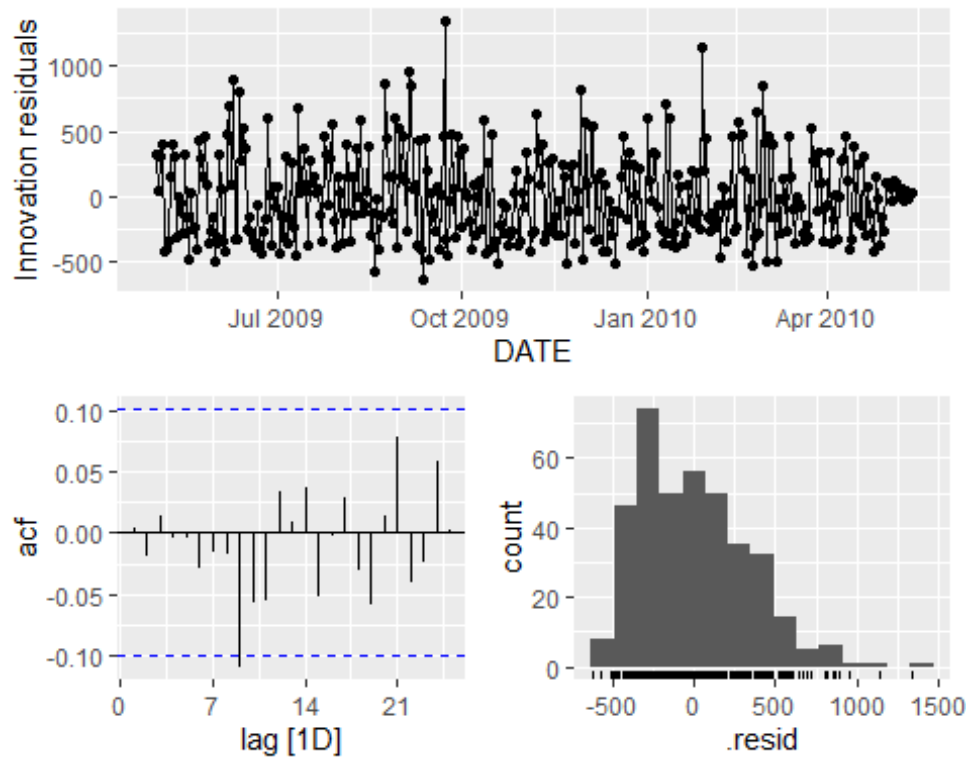 Innovation residuals
1000
500
0
-500
Jul 2009
Oct 2009
Jan 2010
Apr 2010
DATE
acf
0.10
0.05
0.00
-0.05
-0.10
0
7
14
21
lag [1D]
count
60
40
20
0
-500
0
500
1000
1500
.resid